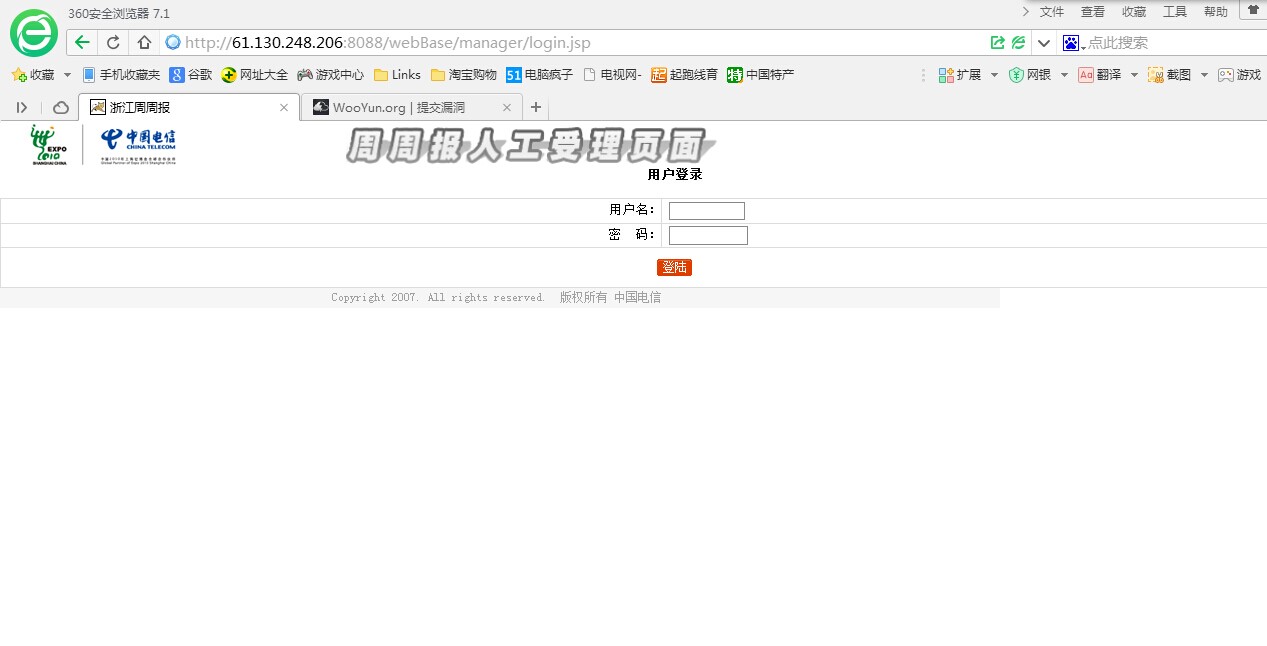 360安全浏览器 7.1
文件 查看 收藏 工具 帮助
http://61.130.248.206:8088/webBase/manager/login.jsp 点此搜索
收藏 手机收藏夹 谷歌 网址大全 游戏中心 Links 淘宝购物 51 电脑疯子 电视网- 起跑线育 特 中国特产 扩展 网银 Aa 翻译 截图 游戏
浙江周周报 WooYun.org | 提交漏洞
EXPO 中国电信 周周报人工受理页面
2010 CHINA TELECOM
SHANGHAI CHINA
用户登录
用户名：
密 码：
登陆
Copyright 2007. All rights reserved. 版权所有 中国电信